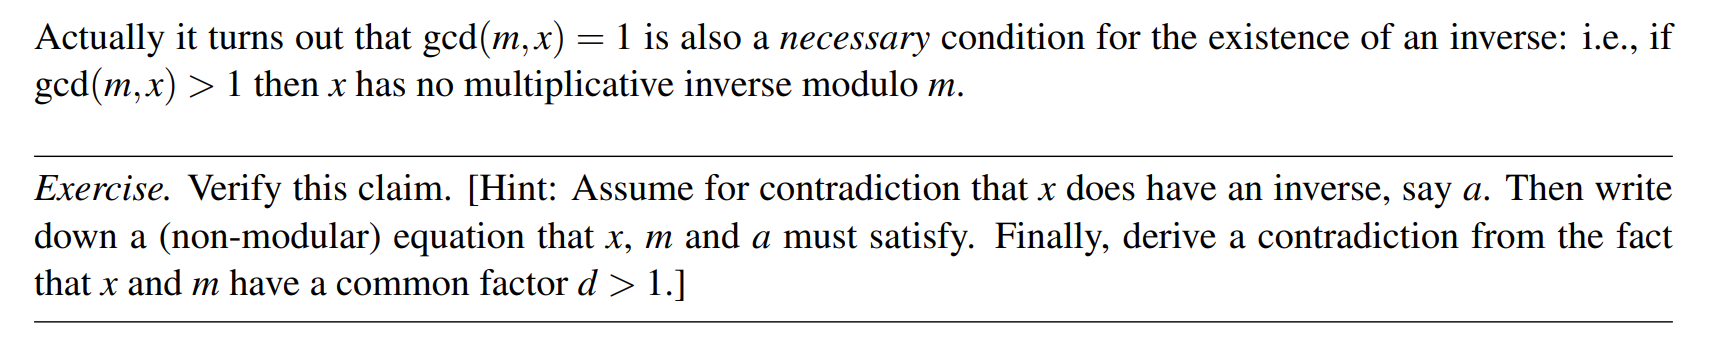 Actually it turns out that gcd(m,x) = 1 is also a necessary condition for the existence of an inverse: i.e., if
gcd(m,x) > 1 then x has no multiplicative inverse modulo m.
Exercise. Verify this claim. [Hint: Assume for contradiction that x does have an inverse, say a. Then write
down a (non-modular) equation that x, m and a must satisfy. Finally, derive a contradiction from the fact
that x and m have a common factor d > 1.]